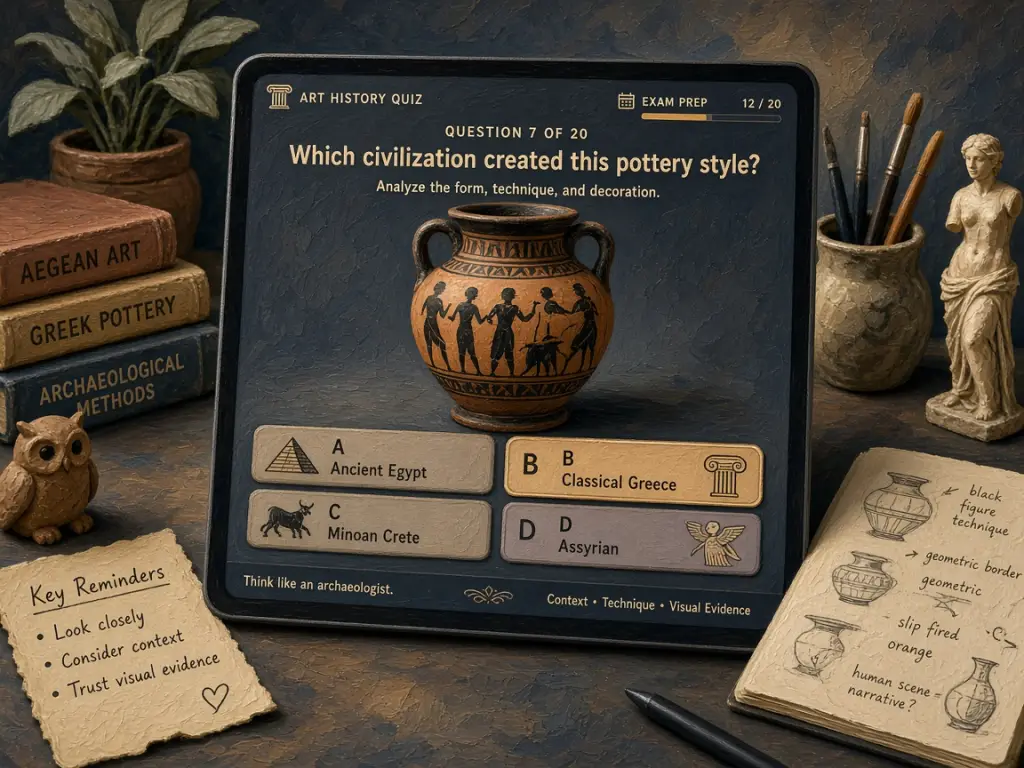 ART HISTORY QUIZ
EXAM PREP
12 / 20
QUESTION 7 OF 20
Which civilization created this pottery style?
Analyze the form, technique, and decoration.
A
Ancient Egypt
B
B
Classical Greece
C
Minoan Crete
D
D
Assyrian
Think like an archaeologist.
Context • Technique • Visual Evidence
AEGEAN ART
GREEK POTTERY
ARCHAEOLOGICAL
METHODS
Key Reminders
• Look closely
• Consider context
• Trust visual evidence
black
figure
technique
geometric border
geometric
- slip fired
orange
human scene =
narrative?